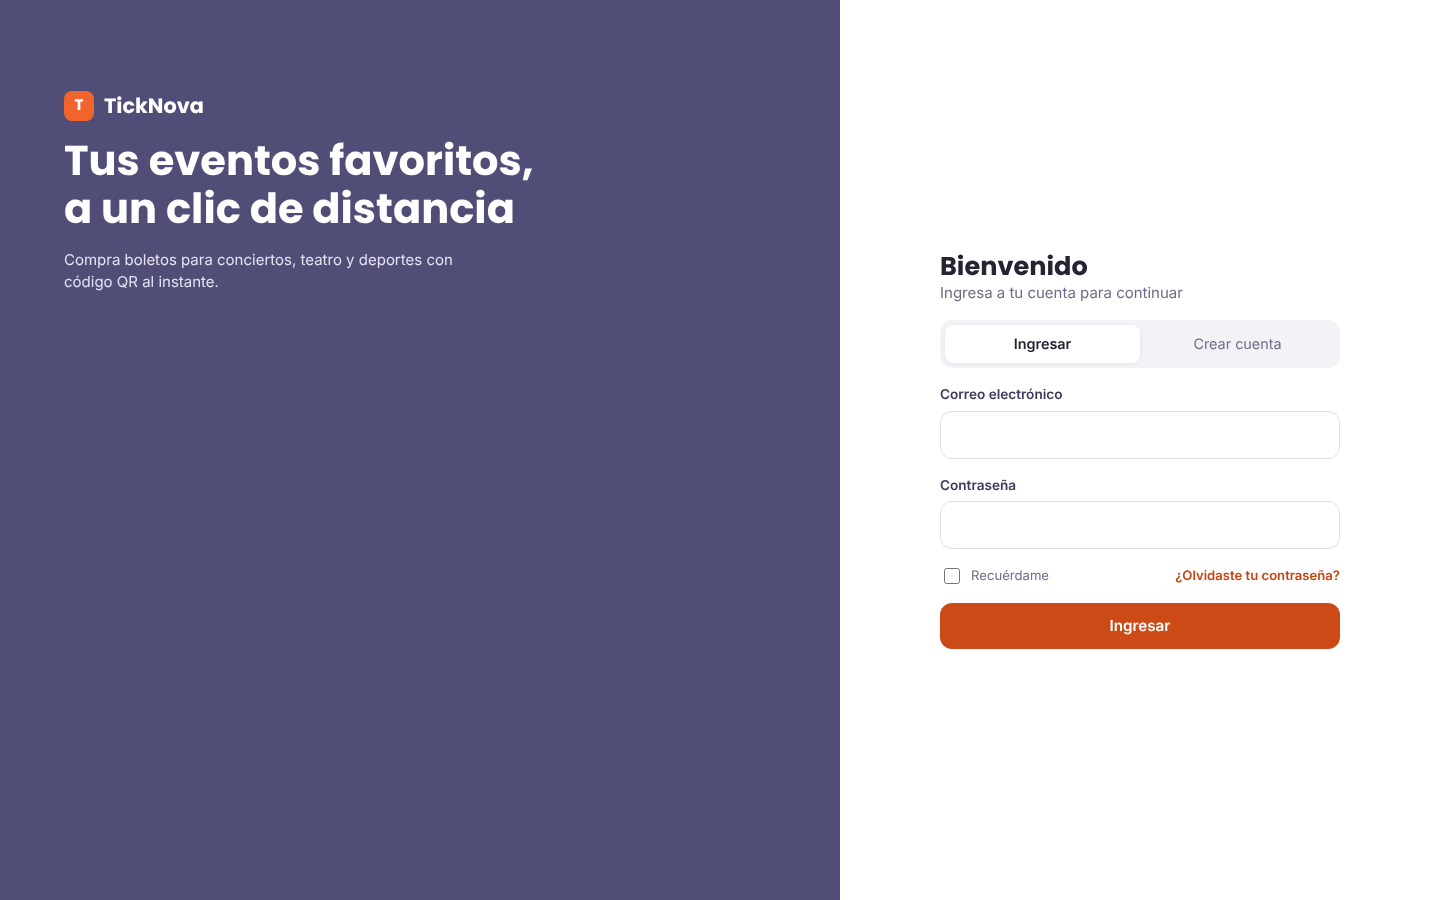 T TickNova
Tus eventos favoritos,
a un clic de distancia
Compra boletos para conciertos, teatro y deportes con
código QR al instante.
Bienvenido
Ingresa a tu cuenta para continuar
Ingresar Crear cuenta
Correo electrónico
Contraseña
Recuérdame ¿Olvidaste tu contraseña?
Ingresar